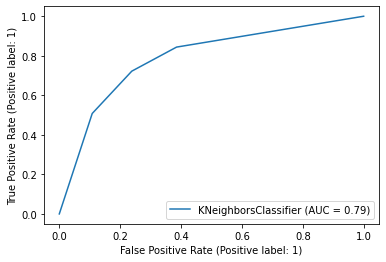 1.0
0.8
0.6
0.4
0.2
0.0
True Positive Rate (Positive label: 1)
KNeighborsClassifier (AUC = 0.79)
0.0 0.2 0.4 0.6 0.8 1.0
False Positive Rate (Positive label: 1)